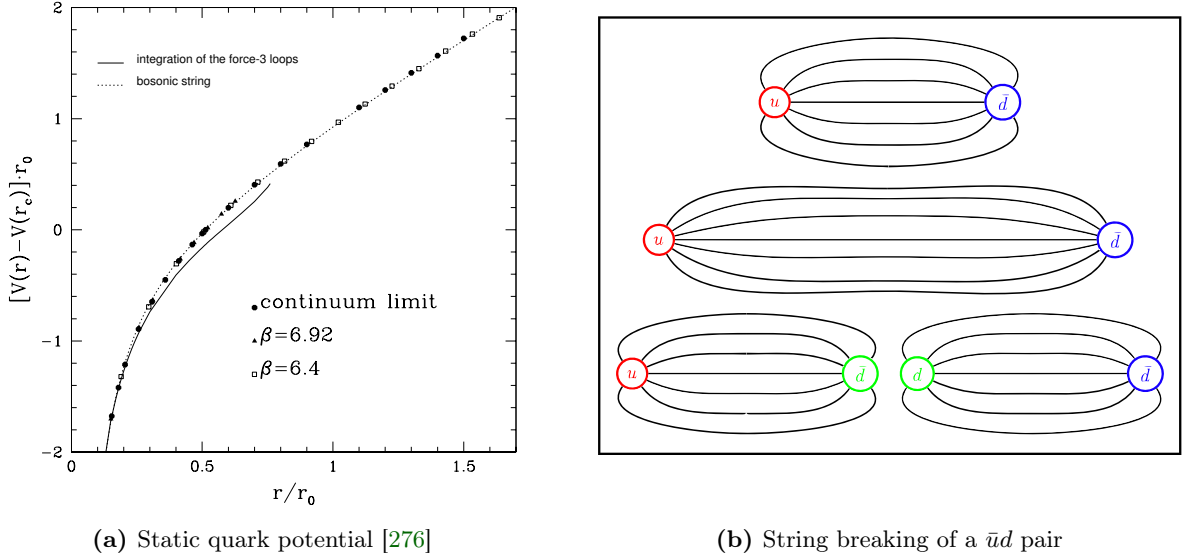 2
1
0
−1
−2
[V(r)−V(r_c)]·r_0
integration of the force-3 loops
bosonic string
continuum limit
β=6.92
β=6.4
0 0.5 1 1.5
r/r_0
(a) Static quark potential [276]
u d̄
u d̄
u d̄ d d̄
(b) String breaking of a ūd pair